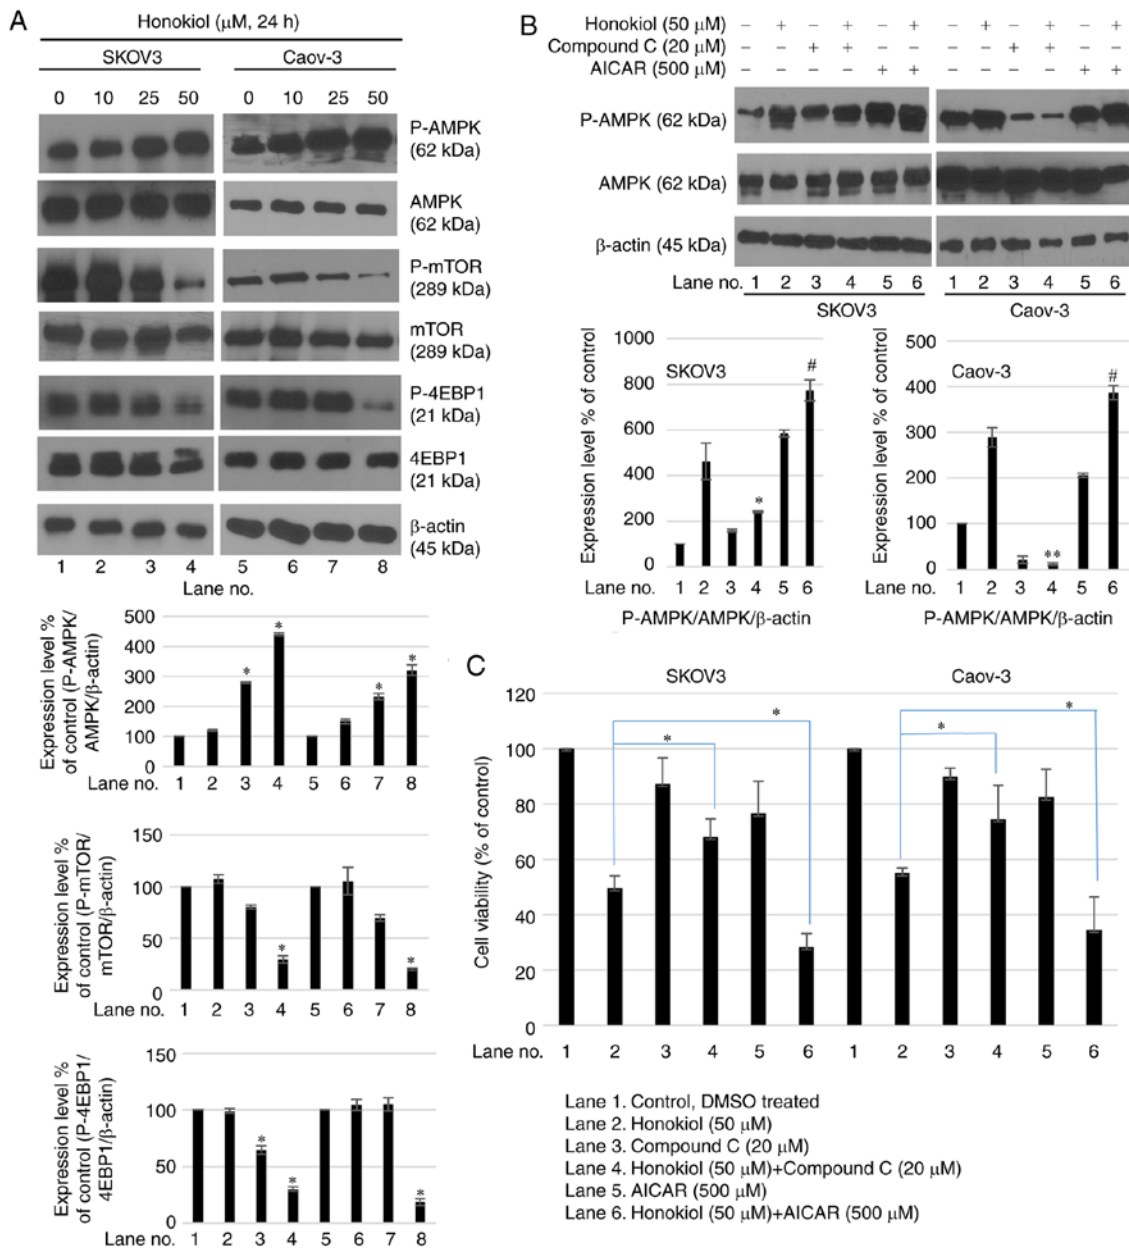 A
Honokiol (μM, 24 h)
SKOV3 Caov-3
0 10 25 50 0 10 25 50
P-AMPK
(62 kDa)
AMPK
(62 kDa)
P-mTOR
(289 kDa)
mTOR
(289 kDa)
P-4EBP1
(21 kDa)
4EBP1
(21 kDa)
β-actin
(45 kDa)
1 2 3 4 5 6 7 8
Lane no.
Expression level %
of control (P-AMPK/
AMPK/β-actin)
500
400
300
200
100
100
0
* * * *
Lane no. 1 2 3 4 5 6 7 8
Expression level %
of control (P-mTOR/
mTOR/β-actin)
150
100
50
0
* *
Lane no. 1 2 3 4 5 6 7 8
Expression level %
of control (P-4EBP1/
4EBP1/β-actin)
150
100
50
0
* * *
Lane no. 1 2 3 4 5 6 7 8
B
Honokiol (50 μM) – + – + – + – + – + – +
Compound C (20 μM) – – + + – – – – + + – –
AICAR (500 μM) – – – – + + – – – – + +
P-AMPK (62 kDa)
AMPK (62 kDa)
β-actin (45 kDa)
Lane no. 1 2 3 4 5 6 1 2 3 4 5 6
SKOV3 Caov-3
Expression level % of control
1000
800
600
400
200
0
SKOV3
* #
1 2 3 4 5 6
P-AMPK/AMPK/β-actin
Expression level % of control
500
400
300
200
100
0
Caov-3
** #
1 2 3 4 5 6
P-AMPK/AMPK/β-actin
C
SKOV3 Caov-3
Cell viability (% of control)
120
100
80
60
40
20
0
* * * *
Lane no. 1 2 3 4 5 6 1 2 3 4 5 6
Lane 1. Control, DMSO treated
Lane 2. Honokiol (50 μM)
Lane 3. Compound C (20 μM)
Lane 4. Honokiol (50 μM)+Compound C (20 μM)
Lane 5. AICAR (500 μM)
Lane 6. Honokiol (50 μM)+AICAR (500 μM)